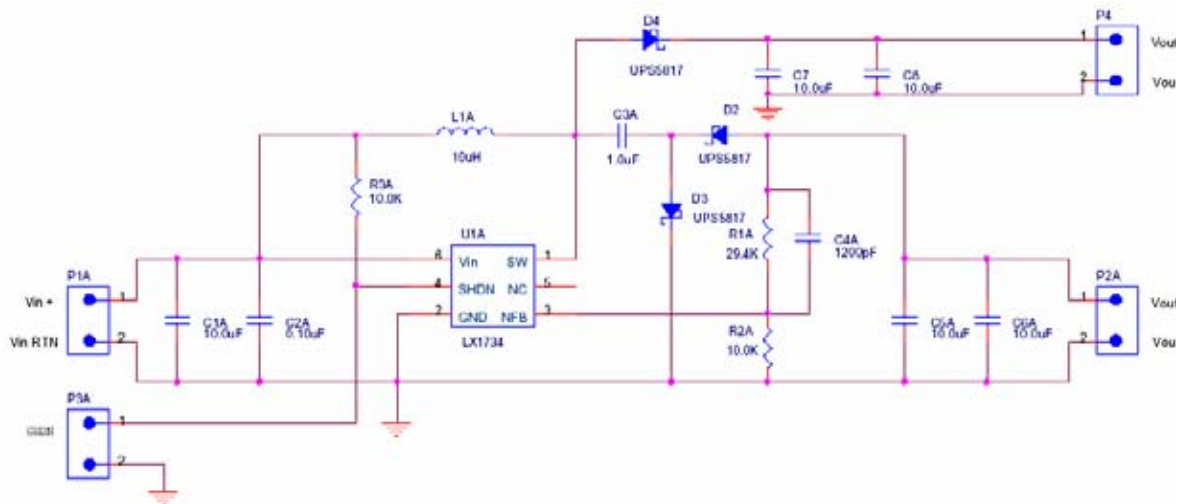 D4
UPS5817
P4
1
Vout
2
Vou
C7
10.0uF
10.0uF
L1A
10uH
C3A
1.0uF
D2
UPS5817
R3A
10.0K
D3
UPS5817
R1A
29.4K
C4A
1200pF
U1A
6
Vin
SW
1
4
SHDN
NC
5
2
GND
NFB
3
LX1734
P1A
Vin +
1
Vin RTN
2
10.0uF
C2A
0.10uF
R2A
10.0K
C5A
10.0uF
C6A
10.0uF
P2A
1
Vout
2
Vou
P3A
1
2